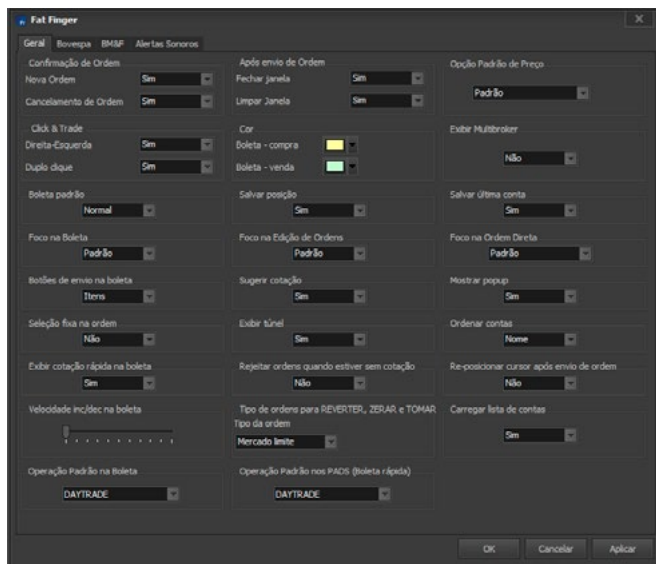 Fat Finger
Geral Bovespa BM&F Alertas Sonoros
Confirmação de Ordem
Nova Ordem Sim
Cancelamento de Ordem Sim
Após envio de Ordem
Fechar janela Sim
Limpar Janela Sim
Opção Padrão de Preço
Padrão
Click & Trade
Direita-Esquerda Sim
Duplo clique Sim
Cor
Boleta - compra
Boleta - venda
Exibir Multibroker
Não
Boleta padrão
Normal
Salvar posição
Sim
Salvar última conta
Sim
Foco na Boleta
Padrão
Foco na Edição de Ordens
Padrão
Foco na Ordem Direta
Padrão
Botões de envio na boleta
Itens
Sugerir cotação
Sim
Mostrar popup
Sim
Seleção fixa na ordem
Não
Exibir túnel
Sim
Ordenar contas
Nome
Exibir cotação rápida na boleta
Sim
Rejeitar ordens quando estiver sem cotação
Não
Re-posicionar cursor após envio de ordem
Não
Velocidade inc/dec na boleta
Tipo de ordens para REVERTER, ZERAR e TOMAR
Tipo da ordem
Mercado limite
Carregar lista de contas
Sim
Operação Padrão na Boleta
DAYTRADE
Operação Padrão nos PADS (Boleta rápida)
DAYTRADE
OK Cancelar Aplicar